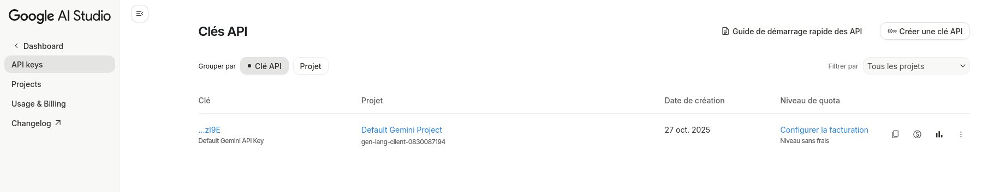 Google AI Studio
Dashboard
API keys
Projects
Usage & Billing
Changelog
Clés API
Guide de démarrage rapide des API
Créer une clé API
Grouper par
Clé API
Projet
Filtrer par
Tous les projets
Clé Projet Date de création Niveau de quota
...zl9E Default Gemini Project 27 oct. 2025 Configurer la facturation
Default Gemini API Key gen-lang-client-0830087194 Niveau sans frais